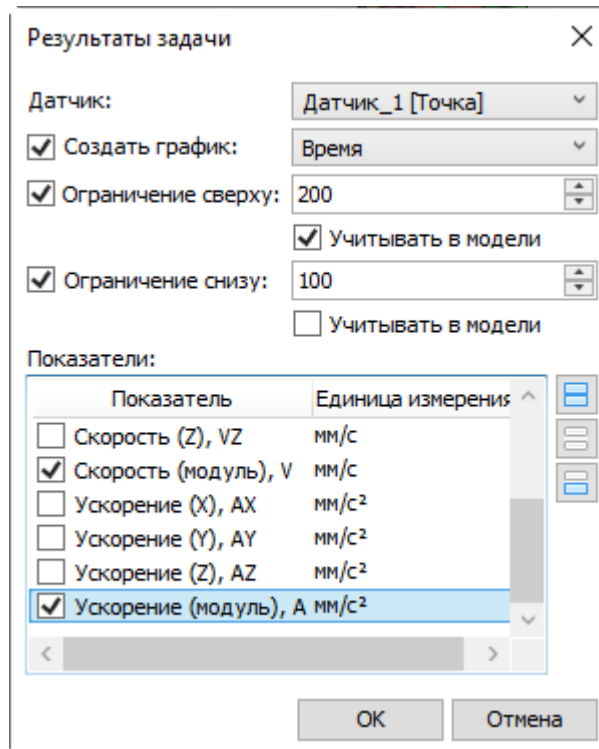 Результаты задачи
Датчик: Датчик_1 [Точка]
Создать график: Время
Ограничение сверху: 200
Учитывать в модели
Ограничение снизу: 100
Учитывать в модели
Показатели:
Показатель Единица измерения
Скорость (Z), VZ мм/с
Скорость (модуль), V мм/с
Ускорение (X), AX мм/с²
Ускорение (Y), AY мм/с²
Ускорение (Z), AZ мм/с²
Ускорение (модуль), A мм/с²
OK Отмена